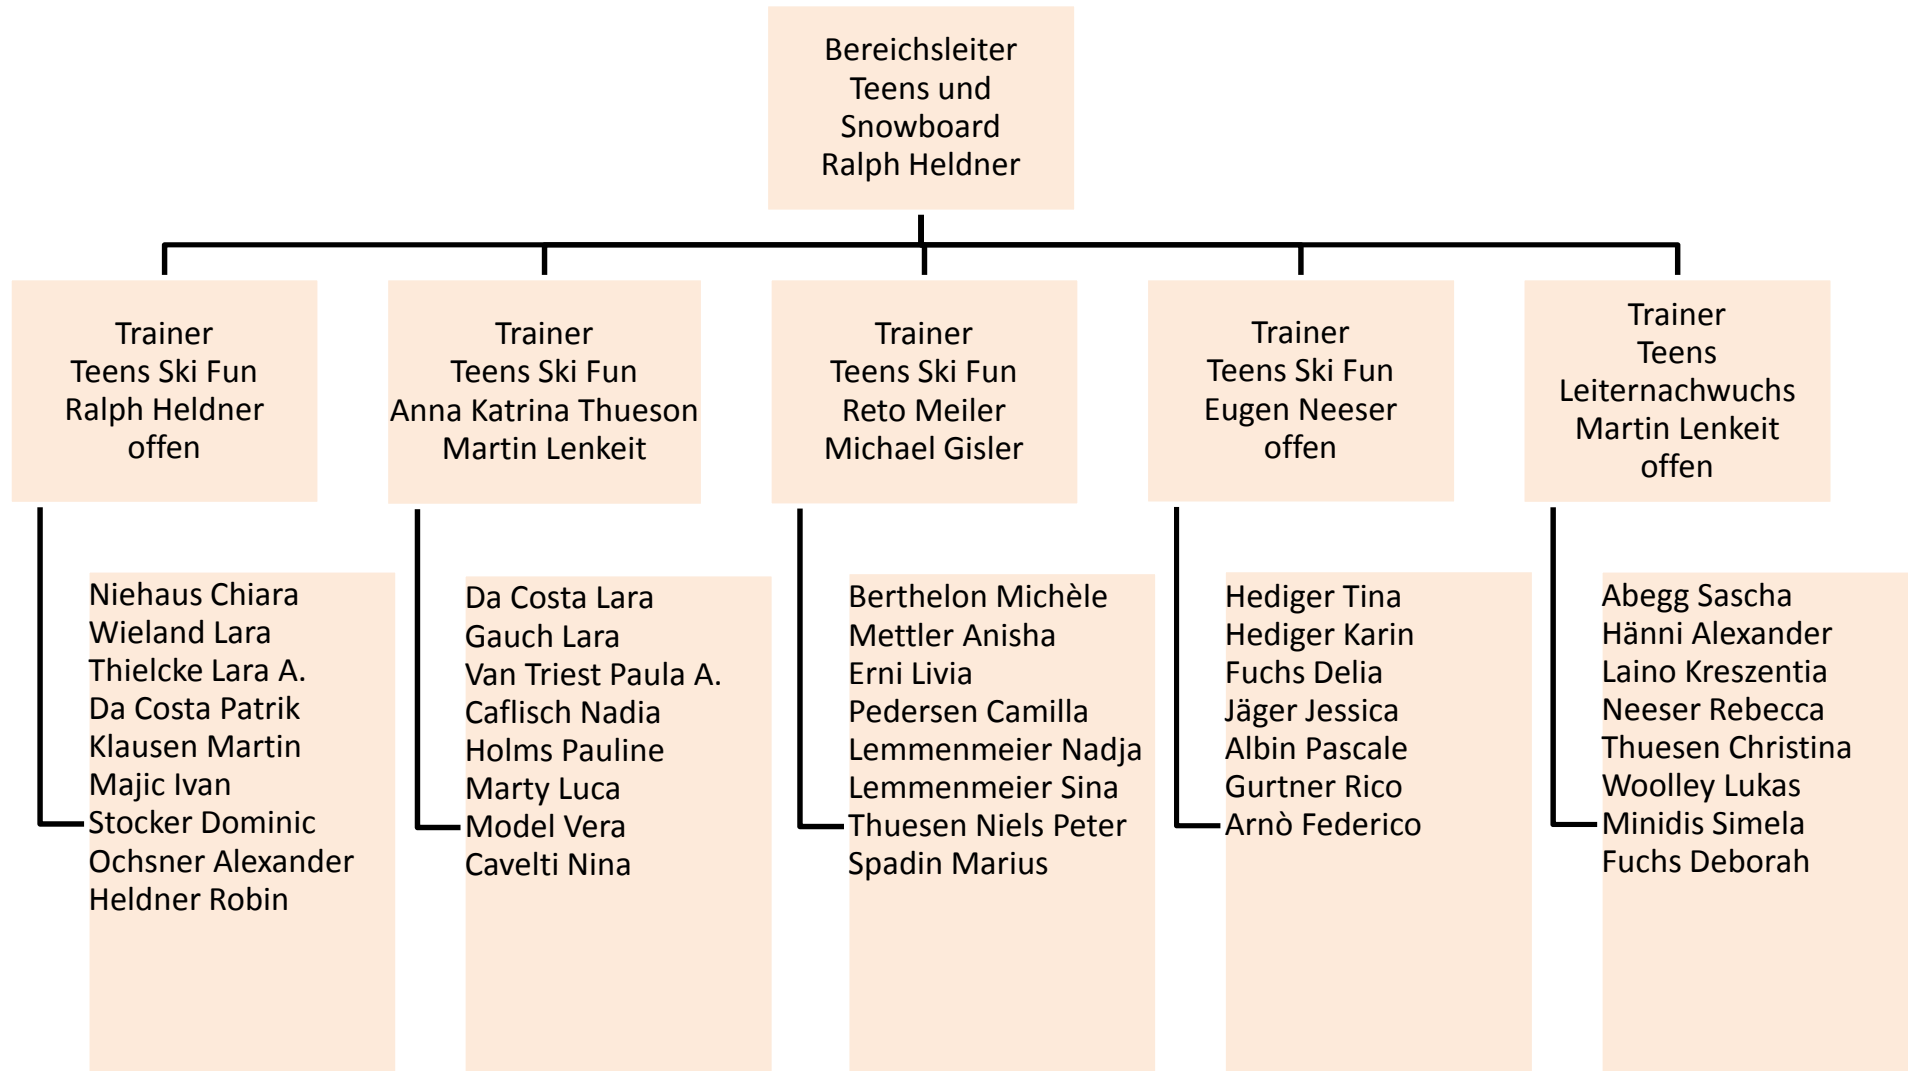 Bereichsleiter
Teens und
Snowboard
Ralph Heldner
Trainer
Teens Ski Fun
Ralph Heldner
offen
Trainer
Teens Ski Fun
Anna Katrina Thueson
Martin Lenkeit
Trainer
Teens Ski Fun
Reto Meiler
Michael Gisler
Trainer
Teens Ski Fun
Eugen Neeser
offen
Trainer
Teens
Leiternachwuchs
Martin Lenkeit
offen
Niehaus Chiara
Wieland Lara
Thielcke Lara A.
Da Costa Patrik
Klausen Martin
Majic Ivan
Stocker Dominic
Ochsner Alexander
Heldner Robin
Da Costa Lara
Gauch Lara
Van Triest Paula A.
Caflisch Nadia
Holms Pauline
Marty Luca
Model Vera
Cavelti Nina
Berthelon Michèle
Mettler Anisha
Erni Livia
Pedersen Camilla
Lemmenmeier Nadja
Lemmenmeier Sina
Thuesen Niels Peter
Spadin Marius
Hediger Tina
Hediger Karin
Fuchs Delia
Jäger Jessica
Albin Pascale
Gurtner Rico
Arnò Federico
Abegg Sascha
Hänni Alexander
Laino Kreszentia
Neeser Rebecca
Thuesen Christina
Woolley Lukas
Minidis Simela
Fuchs Deborah